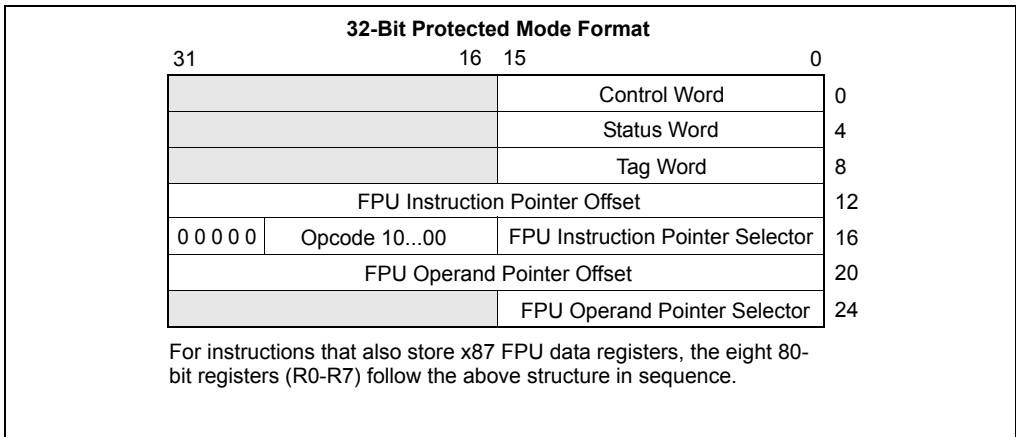 32-Bit Protected Mode Format
31 16 15 0
Control Word 0
Status Word 4
Tag Word 8
FPU Instruction Pointer Offset 12
0 0 0 0 0 Opcode 10...00 FPU Instruction Pointer Selector 16
FPU Operand Pointer Offset 20
FPU Operand Pointer Selector 24
For instructions that also store x87 FPU data registers, the eight 80-
bit registers (R0-R7) follow the above structure in sequence.